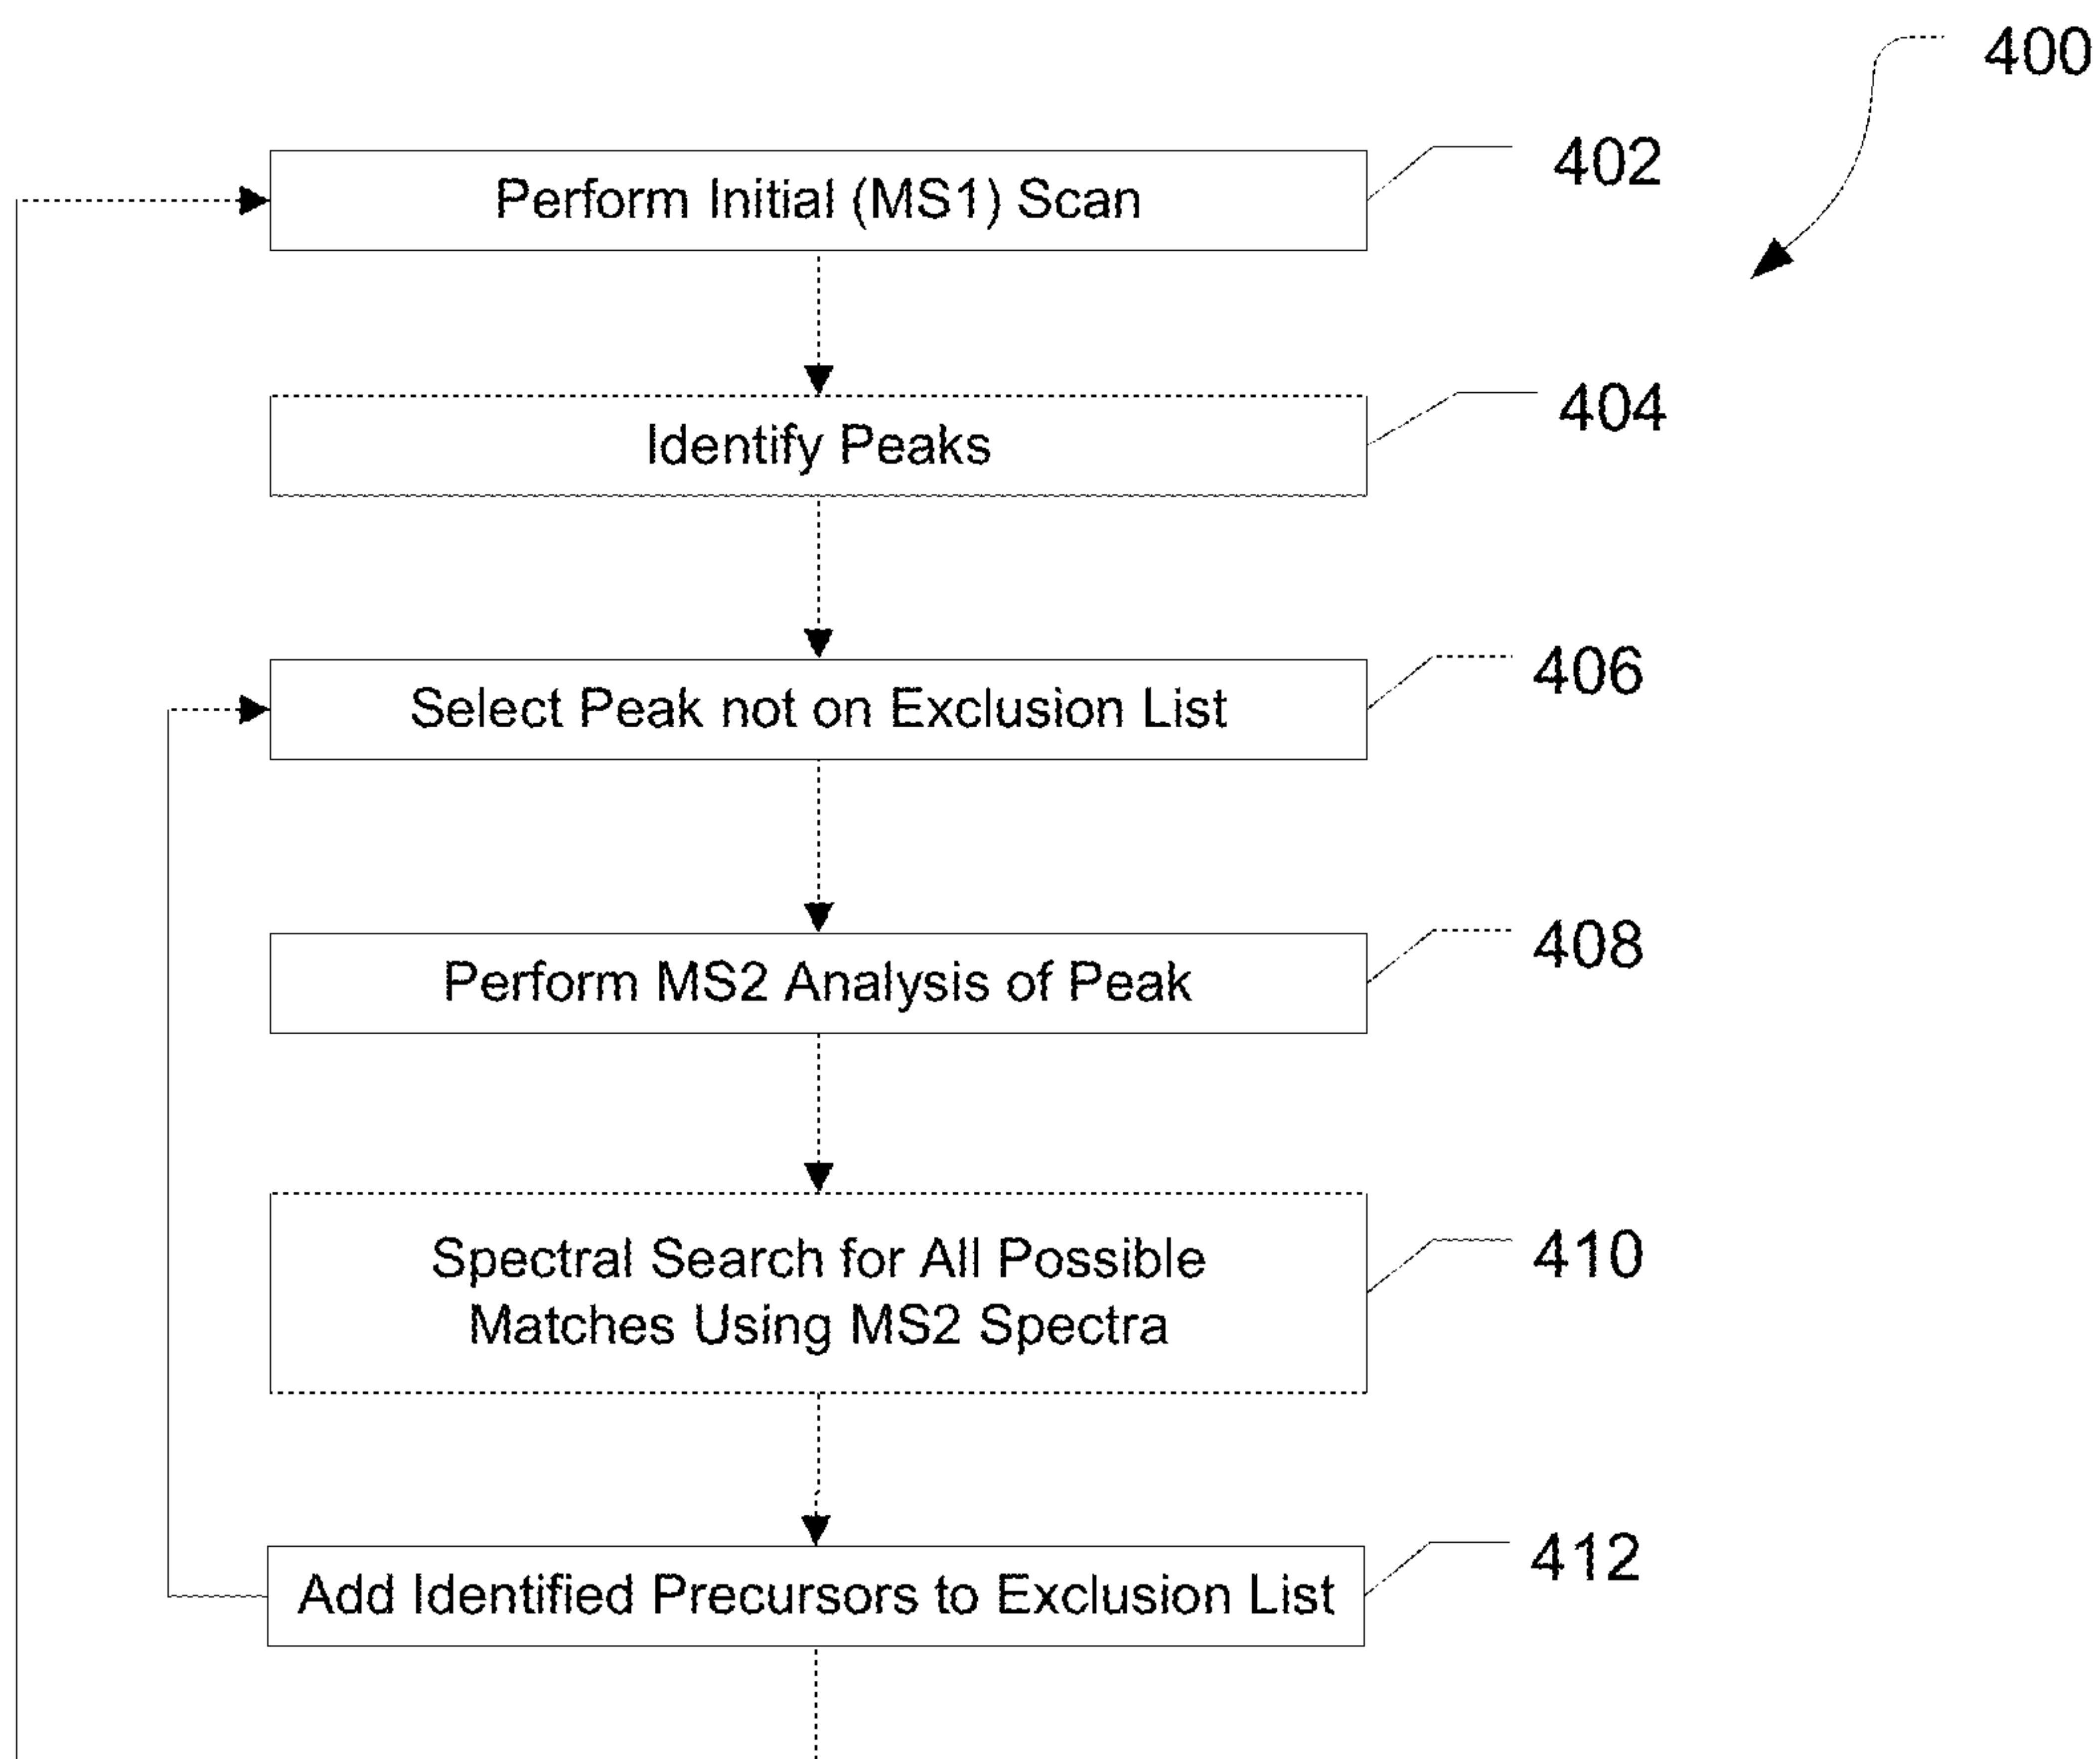 400
Perform Initial (MS1) Scan
402
Identify Peaks
404
Select Peak not on Exclusion List
406
Perform MS2 Analysis of Peak
408
Spectral Search for All Possible
Matches Using MS2 Spectra
410
Add Identified Precursors to Exclusion List
412